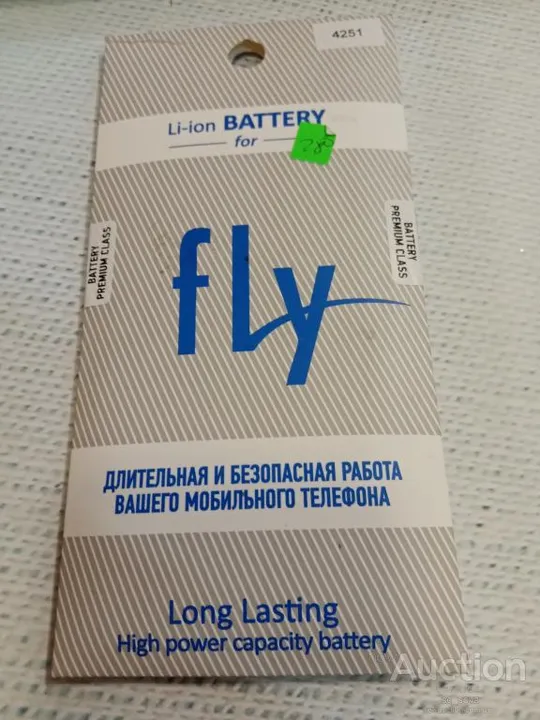 4251
Li-ion BATTERY
for
BATTERY
PREMIUM CLASS
BATTERY
PREMIUM CLASS
fly
ДЛИТЕЛЬНАЯ И БЕЗОПАСНАЯ РАБОТА
ВАШЕГО МОБИЛЬНОГО ТЕЛЕФОНА
Long Lasting
High power capacity battery
Auction